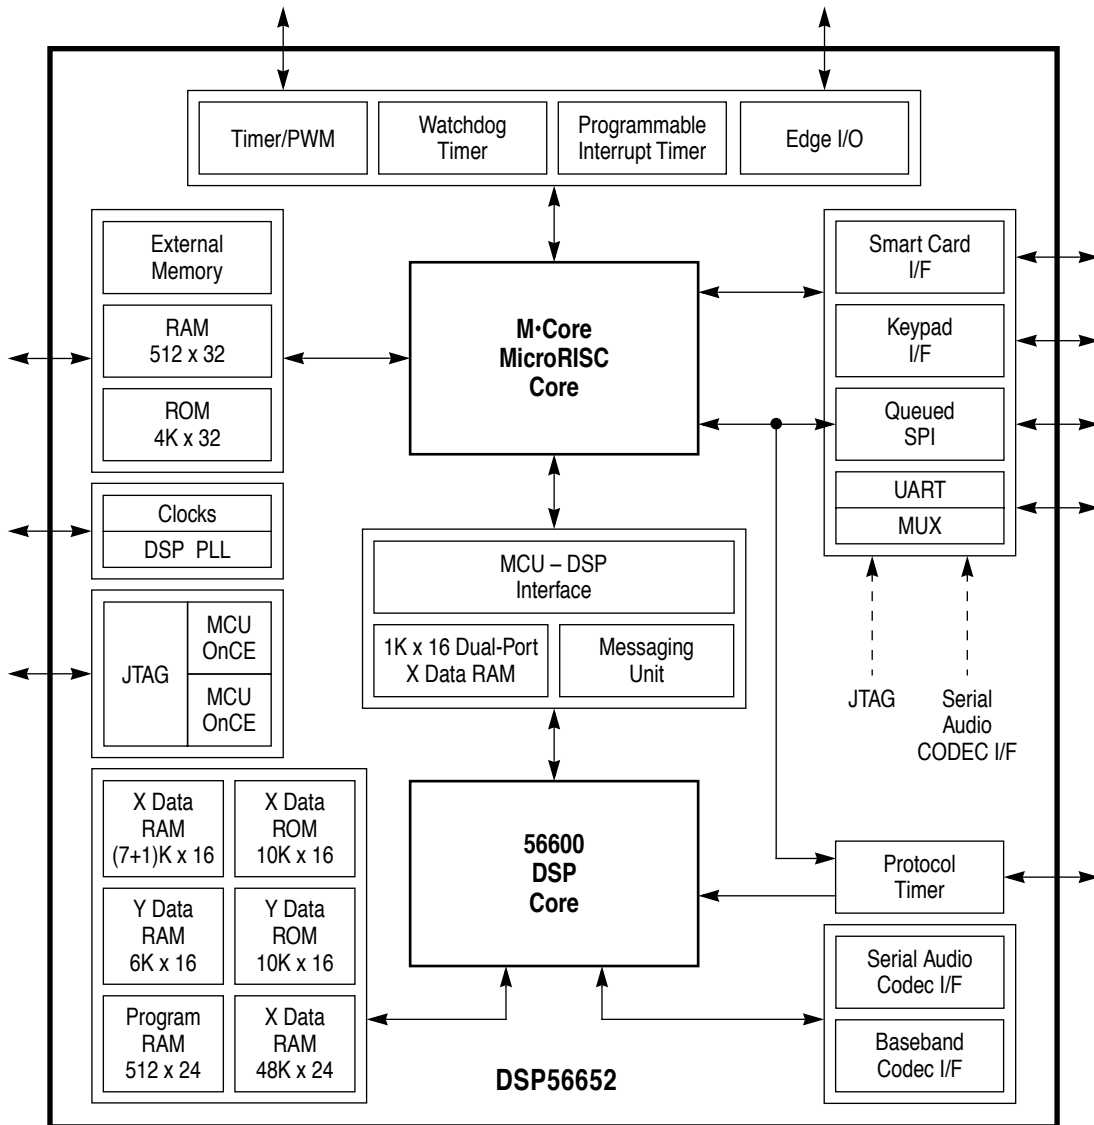 Timer/PWM
Watchdog
Timer
Programmable
Interrupt Timer
Edge I/O
External
Memory
RAM
512 x 32
ROM
4K x 32
Clocks
DSP PLL
JTAG
MCU
OnCE
MCU
OnCE
M•Core
MicroRISC
Core
Smart Card
I/F
Keypad
I/F
Queued
SPI
UART
MUX
JTAG
Serial
Audio
CODEC I/F
MCU – DSP
Interface
1K x 16 Dual-Port
X Data RAM
Messaging
Unit
X Data
RAM
(7+1)K x 16
X Data
ROM
10K x 16
Y Data
RAM
6K x 16
Y Data
ROM
10K x 16
Program
RAM
512 x 24
X Data
RAM
48K x 24
56600
DSP
Core
Protocol
Timer
Serial Audio
Codec I/F
Baseband
Codec I/F
DSP56652